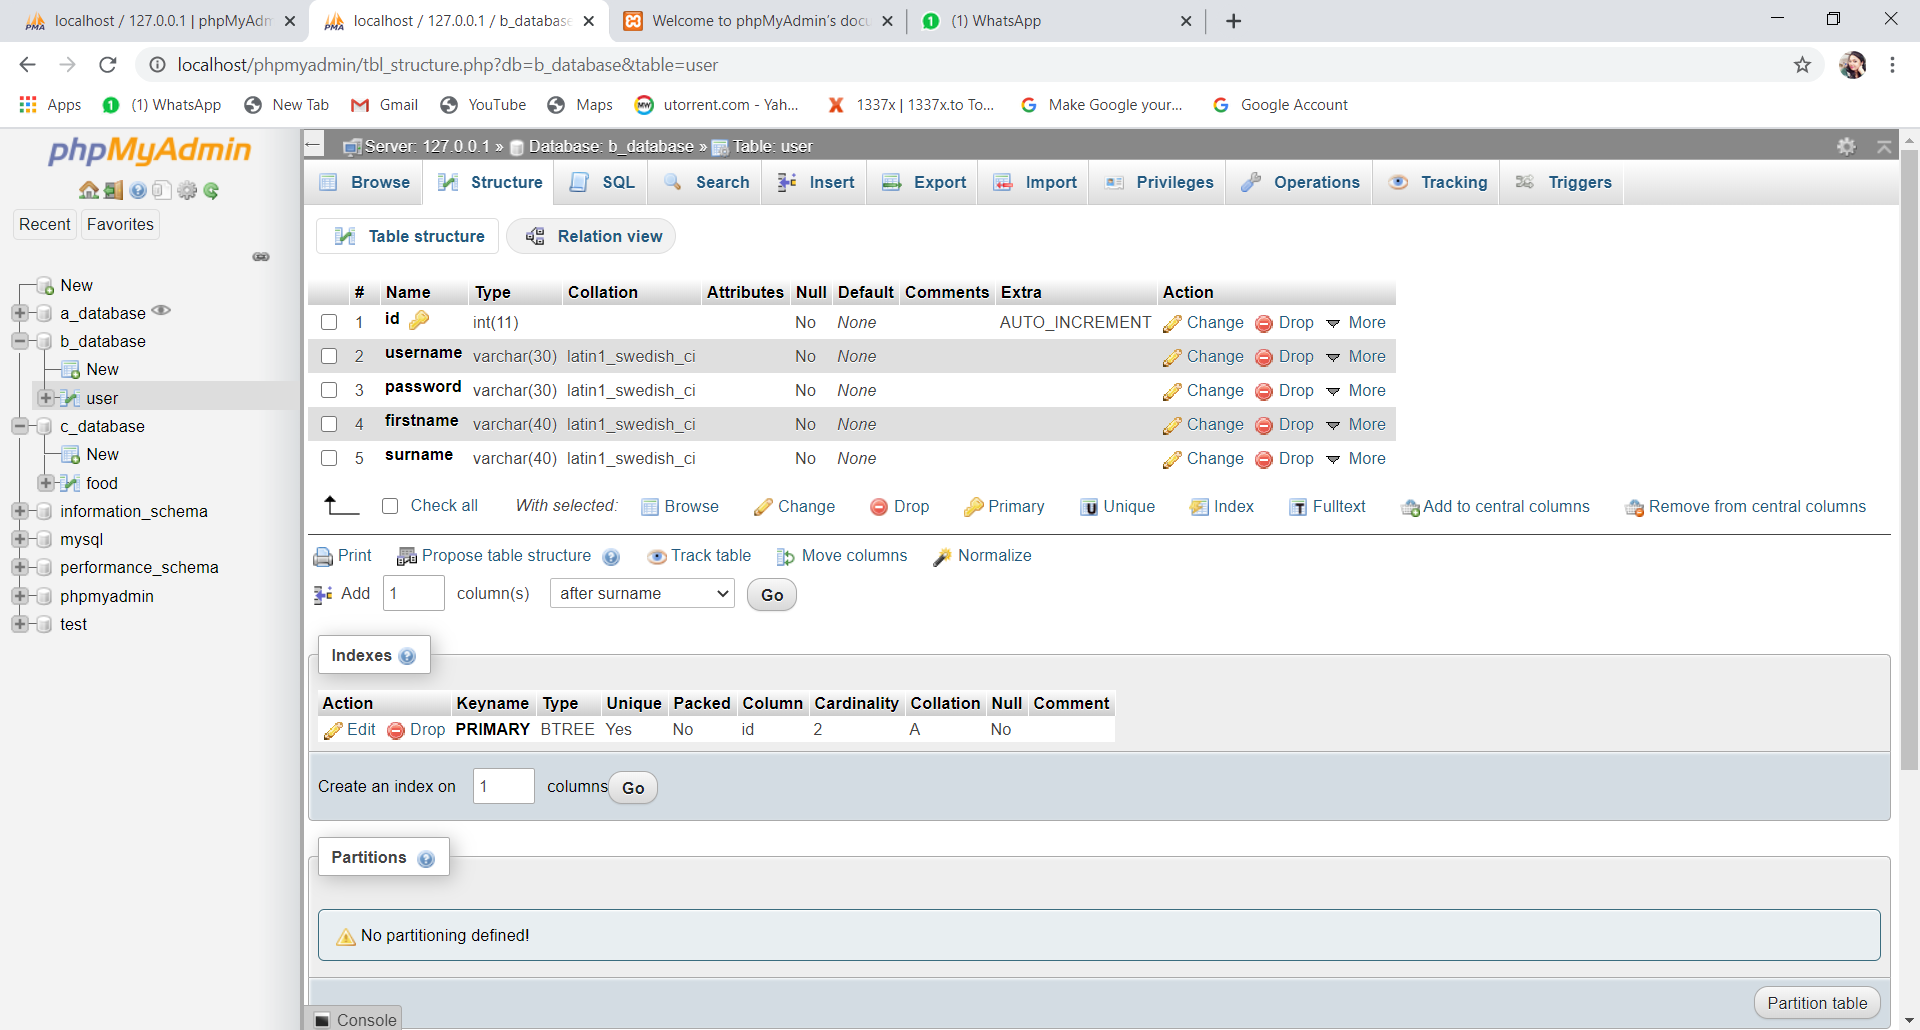 localhost / 127.0.0.1 | phpMyAdm
localhost / 127.0.0.1 / b_database
Welcome to phpMyAdmin's docu
(1) WhatsApp
localhost/phpmyadmin/tbl_structure.php?db=b_database&table=user
Apps (1) WhatsApp New Tab Gmail YouTube Maps utorrent.com - Yah... 1337x | 1337x.to To... Make Google your... Google Account
phpMyAdmin
Recent Favorites
New
a_database
b_database
New
user
c_database
New
food
information_schema
mysql
performance_schema
phpmyadmin
test
Server: 127.0.0.1 » Database: b_database » Table: user
Browse Structure SQL Search Insert Export Import Privileges Operations Tracking Triggers
Table structure Relation view
# Name Type Collation Attributes Null Default Comments Extra Action
1 id int(11) No None AUTO_INCREMENT Change Drop More
2 username varchar(30) latin1_swedish_ci No None Change Drop More
3 password varchar(30) latin1_swedish_ci No None Change Drop More
4 firstname varchar(40) latin1_swedish_ci No None Change Drop More
5 surname varchar(40) latin1_swedish_ci No None Change Drop More
Check all With selected: Browse Change Drop Primary Unique Index Fulltext Add to central columns Remove from central columns
Print Propose table structure Track table Move columns Normalize
Add 1 column(s) after surname Go
Indexes
Action Keyname Type Unique Packed Column Cardinality Collation Null Comment
Edit Drop PRIMARY BTREE Yes No id 2 A No
Create an index on 1 columns Go
Partitions
No partitioning defined!
Partition table
Console